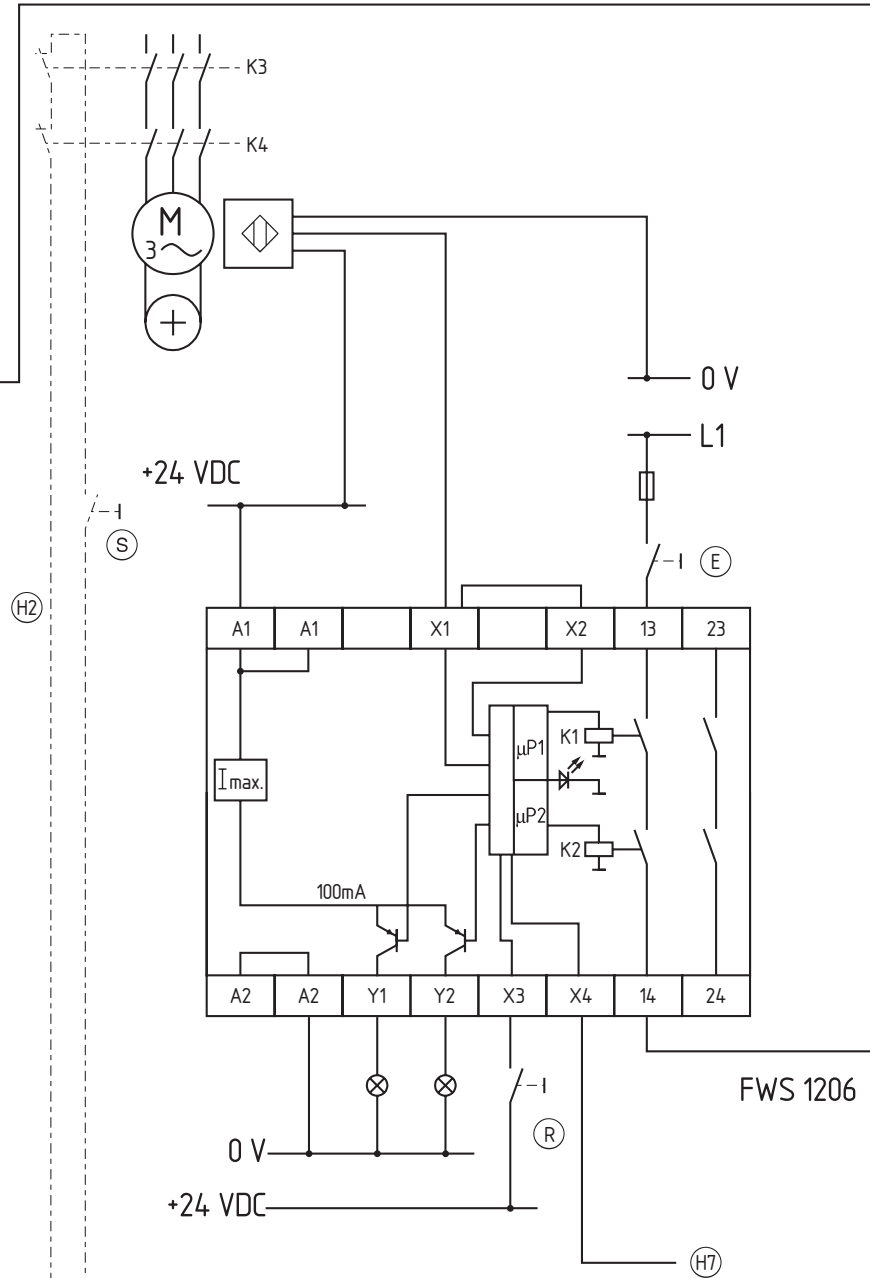 K3
K4
M
3
0 V
L1
+24 VDC
S
E
H2
A1 A1 X1 X2 13 23
µP1
K1
I max.
µP2
K2
100mA
A2 A2 Y1 Y2 X3 X4 14 24
FWS 1206
R
0 V
+24 VDC
H7